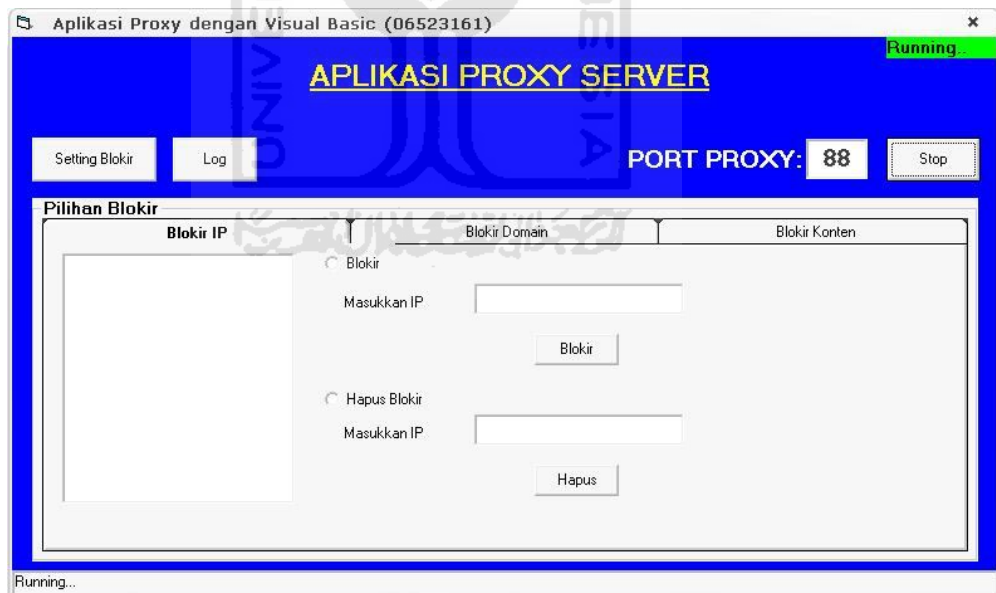 Aplikasi Proxy dengan Visual Basic (06523161)
Running..
APLIKASI PROXY SERVER
Setting Blokir
Log
PORT PROXY: 88
Stop
Pilihan Blokir
Blokir IP
Blokir Domain
Blokir Konten
Blokir
Masukkan IP
Blokir
Hapus Blokir
Masukkan IP
Hapus
Running...